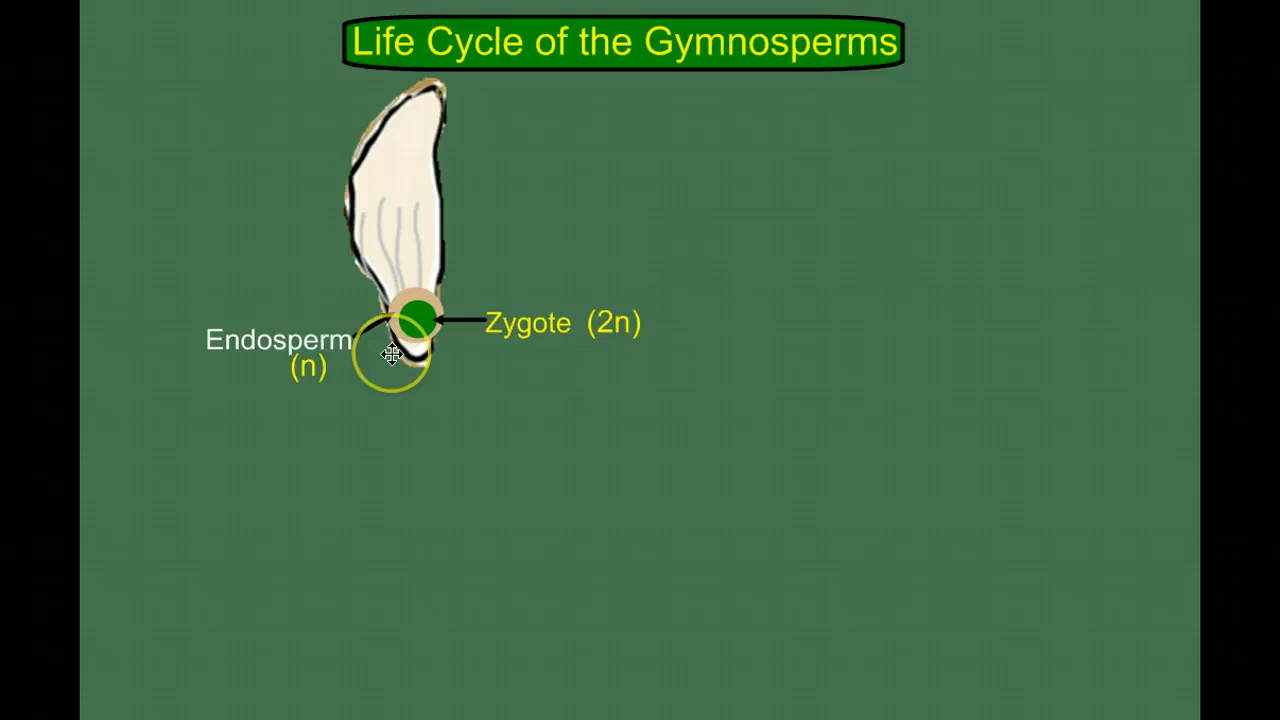 Life Cycle of the Gymnosperms
Zygote (2n)
Endosperm
(n)